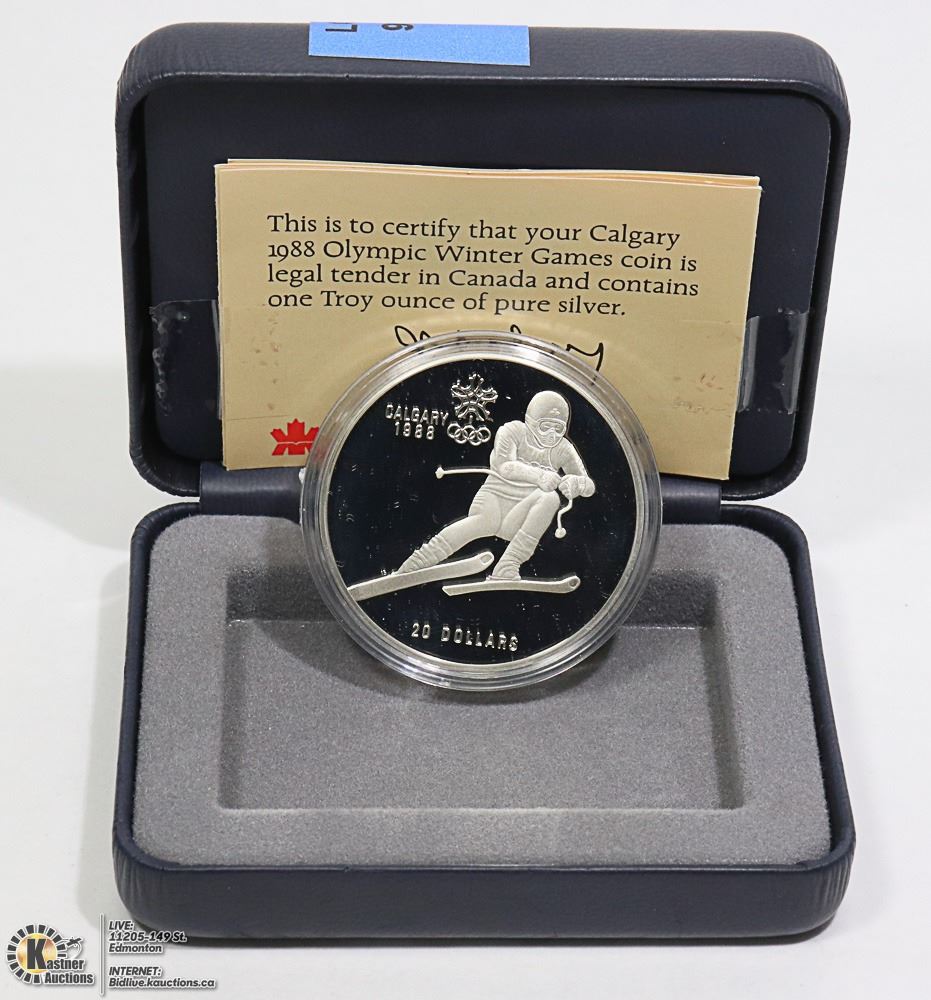 This is to certify that your Calgary
1988 Olympic Winter Games coin is
legal tender in Canada and contains
one Troy ounce of pure silver.
CALGARY
1988
20 DOLLARS
Kastner
Auctions
LIVE:
11205-149 St.
Edmonton
INTERNET:
Bidlive.kauctions.ca